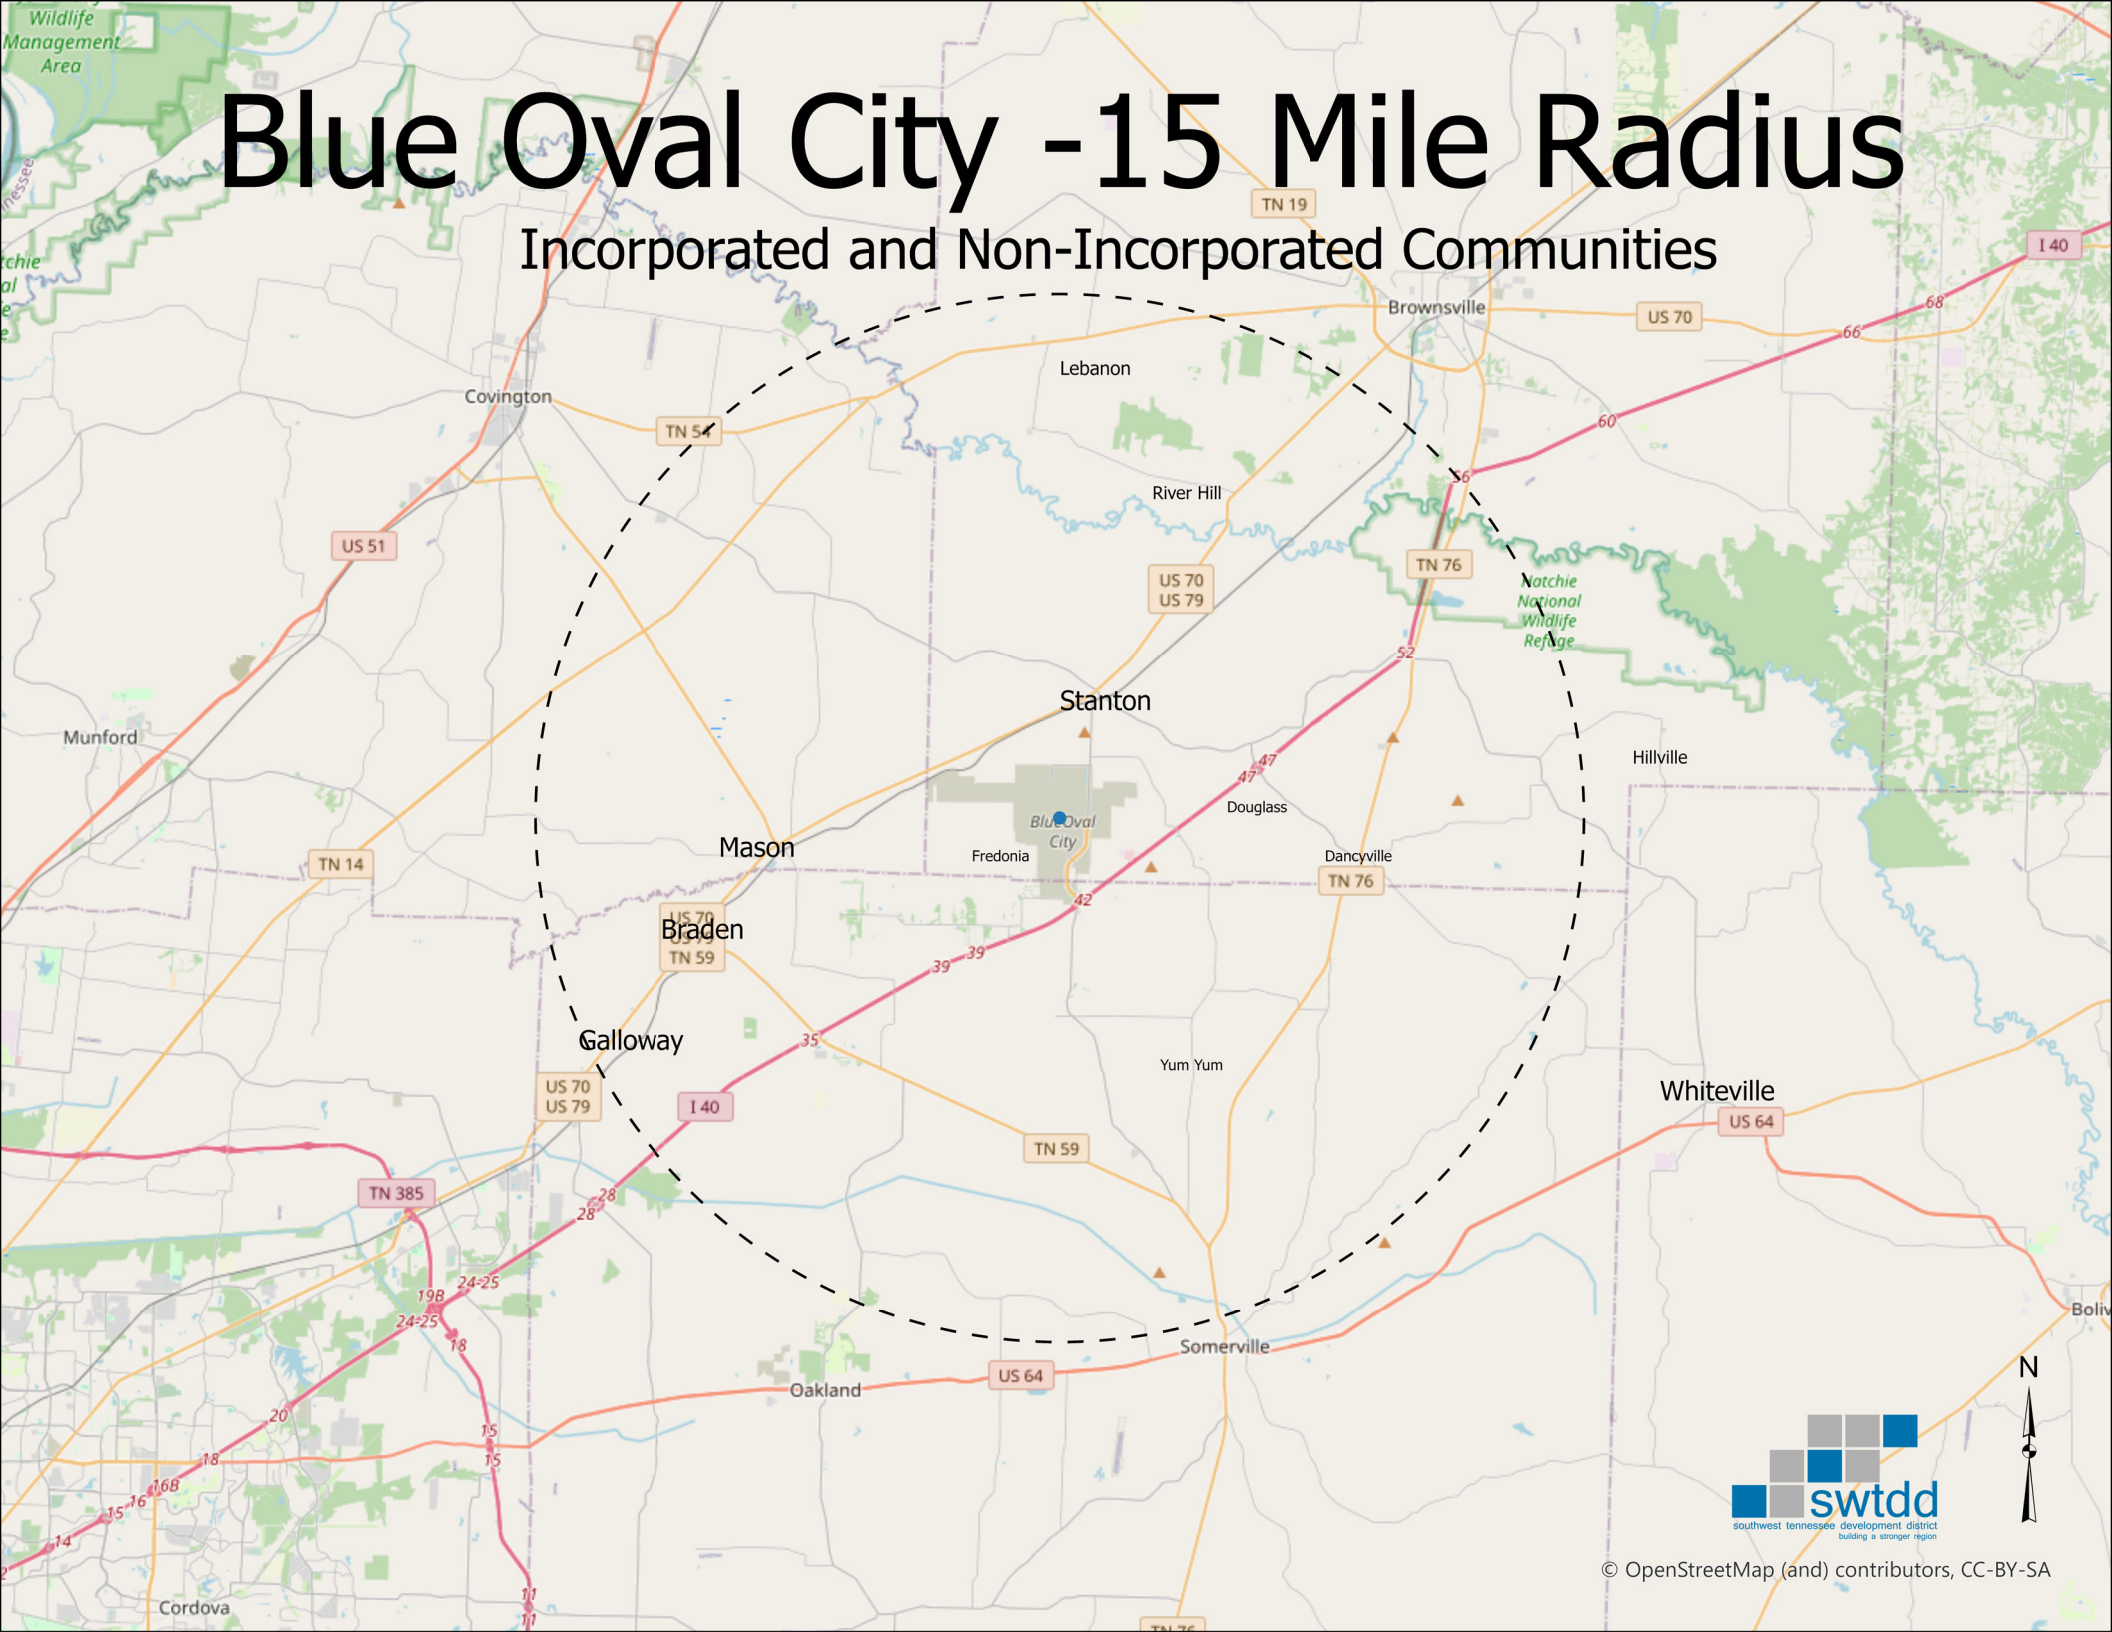 Wildlife
Management
Area
Blue Oval City -15 Mile Radius
Incorporated and Non-Incorporated Communities
TN 19
I 40
68
66
US 70
Brownsville
Lebanon
Covington
TN 54
60
56
River Hill
US 51
TN 76
US 70
US 79
Hatchie
National
Wildlife
Refuge
52
Stanton
Munford
47
47
Hillville
Douglass
BlueOval
City
Mason
Fredonia
Dancyville
TN 14
TN 76
42
US 70
Braden
TN 59
39
39
Galloway
35
Yum Yum
US 70
US 79
I 40
Whiteville
US 64
TN 59
TN 385
28
28
24-25
19B
24-25
18
Boliv
Somerville
US 64
Oakland
N
20
15
15
18
16B
16
15
14
2
swtdd
southwest tennessee development district
building a stronger region
© OpenStreetMap (and) contributors, CC-BY-SA
11
11
Cordova
TN 76